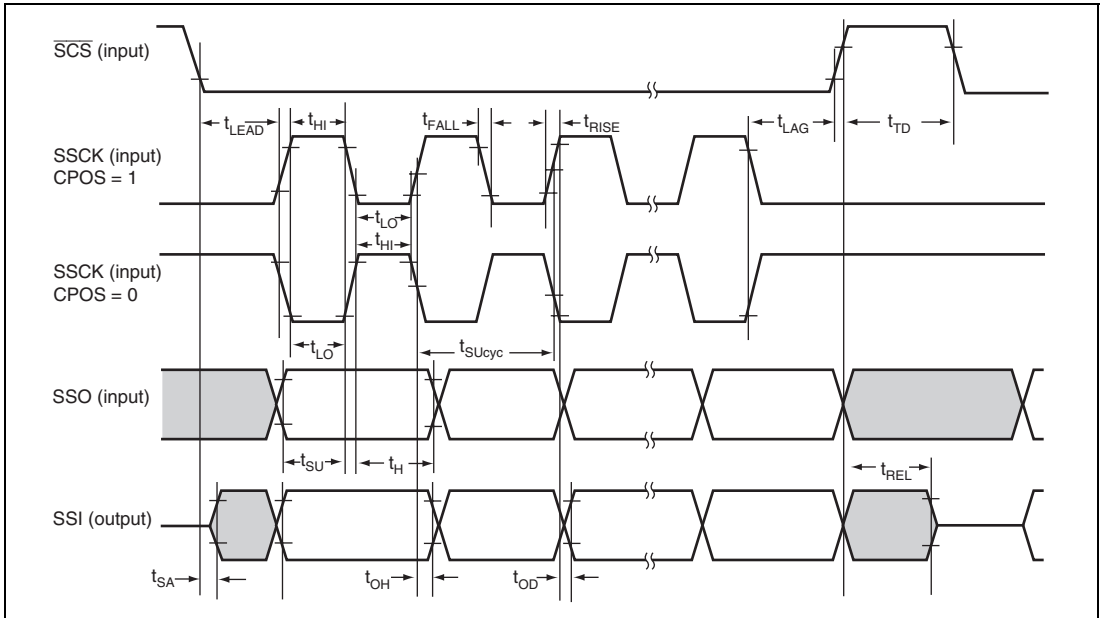 SCS (input)
tLEAD
tHI
tFALL
tRISE
tLAG
tTD
SSCK (input)
CPOS = 1
tLO
tHI
SSCK (input)
CPOS = 0
tLO
tSUcyc
SSO (input)
tSU
tH
tREL
SSI (output)
tSA
tOH
tOD